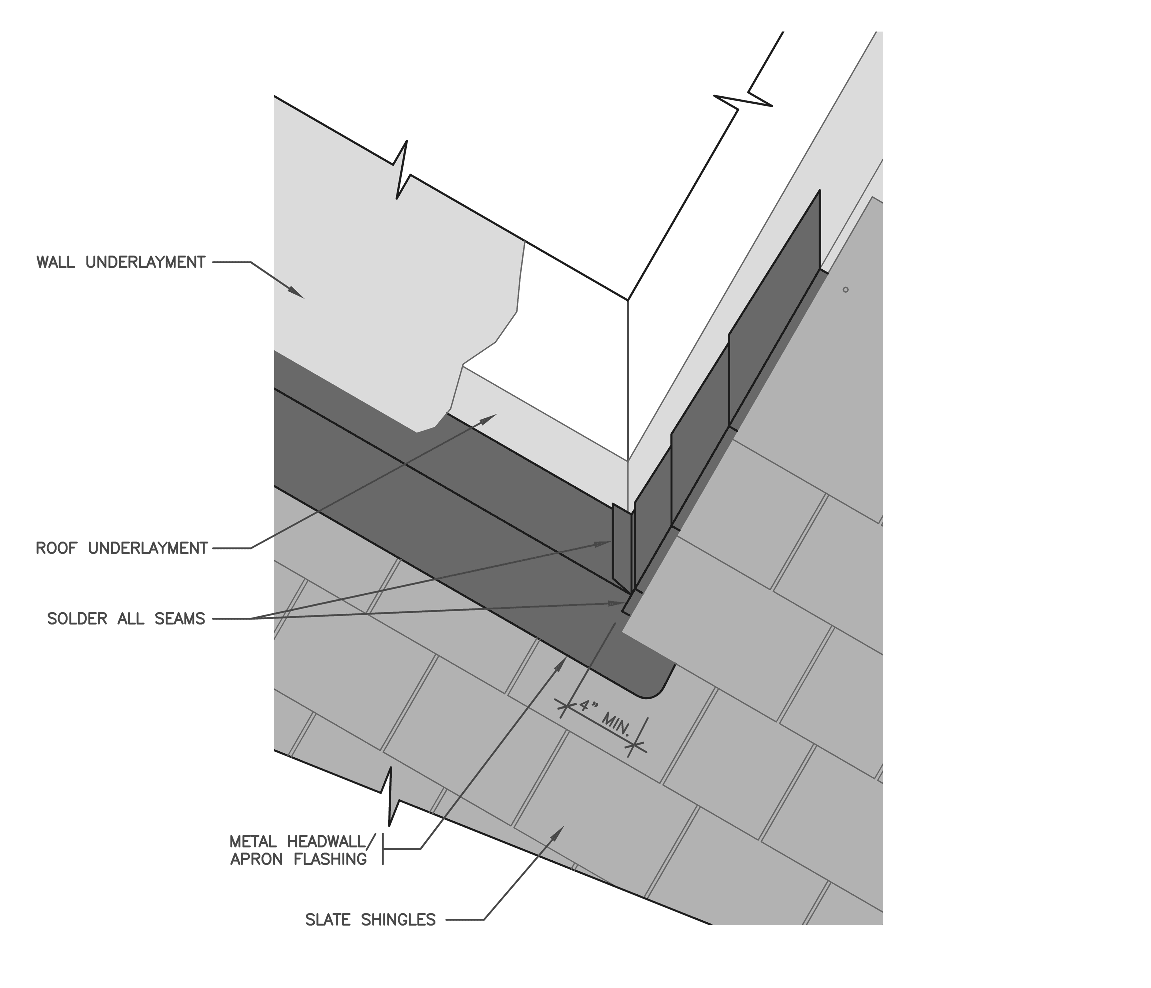 WALL UNDERLAYMENT
ROOF UNDERLAYMENT
SOLDER ALL SEAMS
4" MIN.
METAL HEADWALL/
APRON FLASHING
SLATE SHINGLES